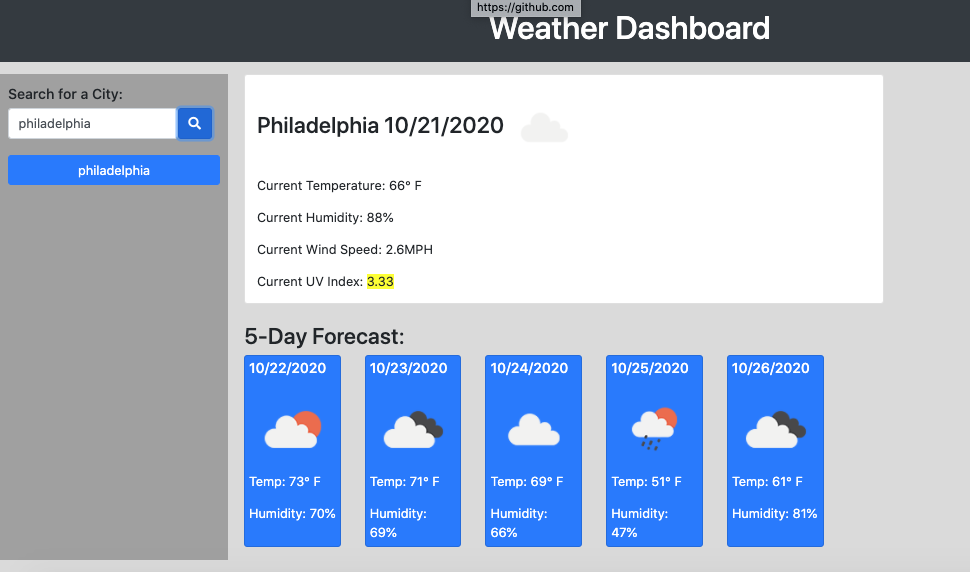 https://github.com
Weather Dashboard
Search for a City:
philadelphia
philadelphia
Philadelphia 10/21/2020
Current Temperature: 66° F
Current Humidity: 88%
Current Wind Speed: 2.6MPH
Current UV Index: 3.33
5-Day Forecast:
10/22/2020
Temp: 73° F
Humidity: 70%
10/23/2020
Temp: 71° F
Humidity:
69%
10/24/2020
Temp: 69° F
Humidity:
66%
10/25/2020
Temp: 51° F
Humidity:
47%
10/26/2020
Temp: 61° F
Humidity: 81%